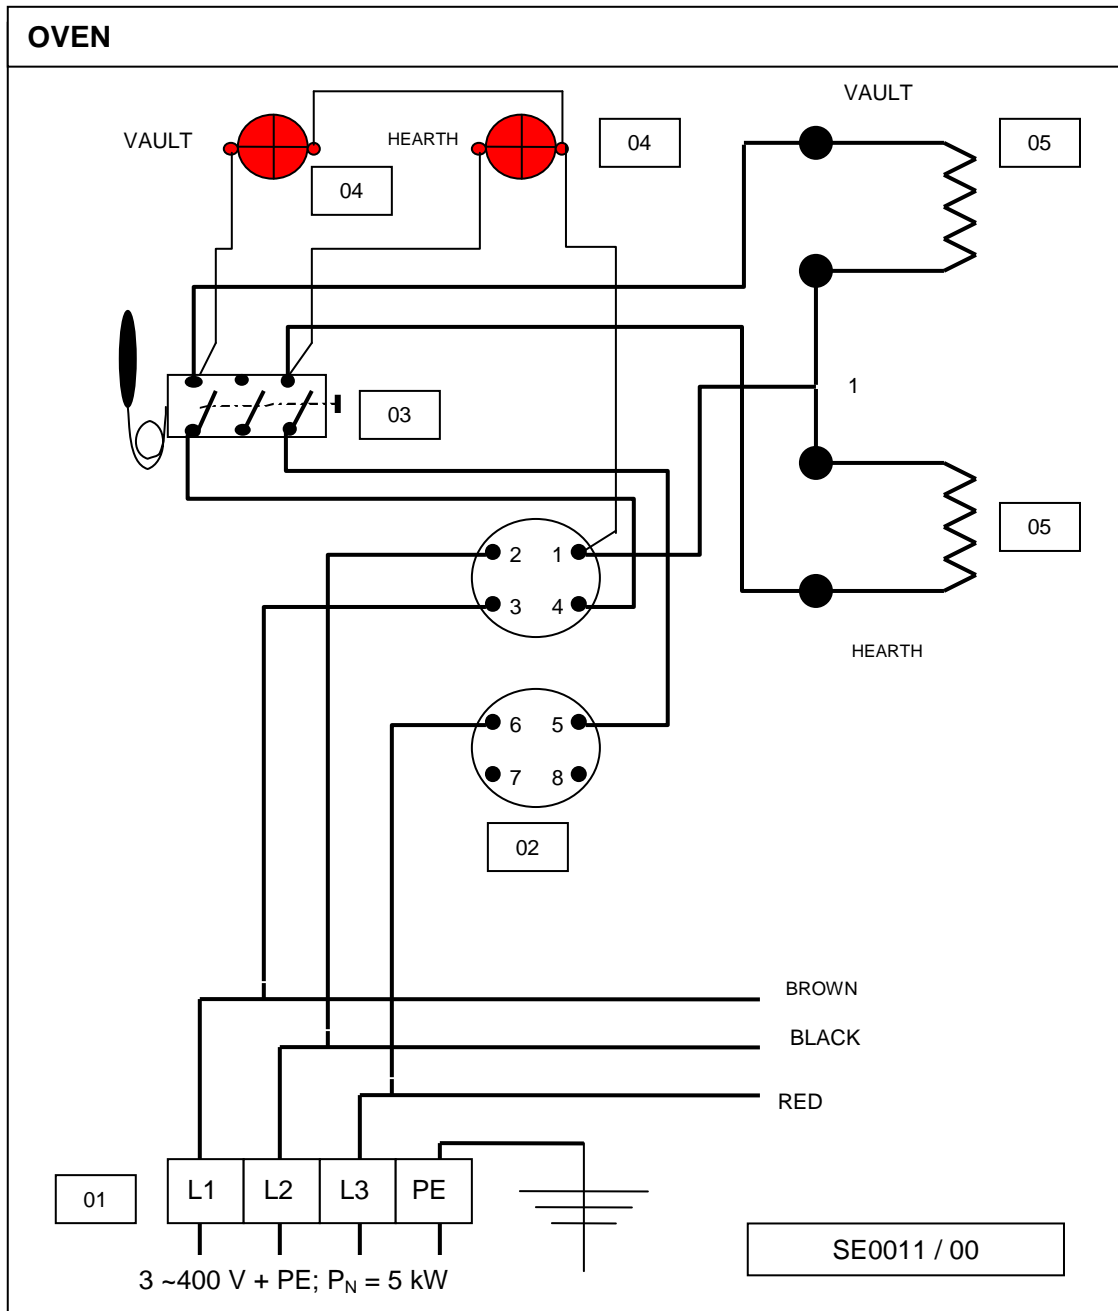 OVEN
VAULT
VAULT
HEARTH
04
05
04
1
03
05
2 1
3 4
HEARTH
6 5
7 8
02
BROWN
BLACK
RED
01
L1 L2 L3 PE
SE0011 / 00
3 ~400 V + PE; PN = 5 kW